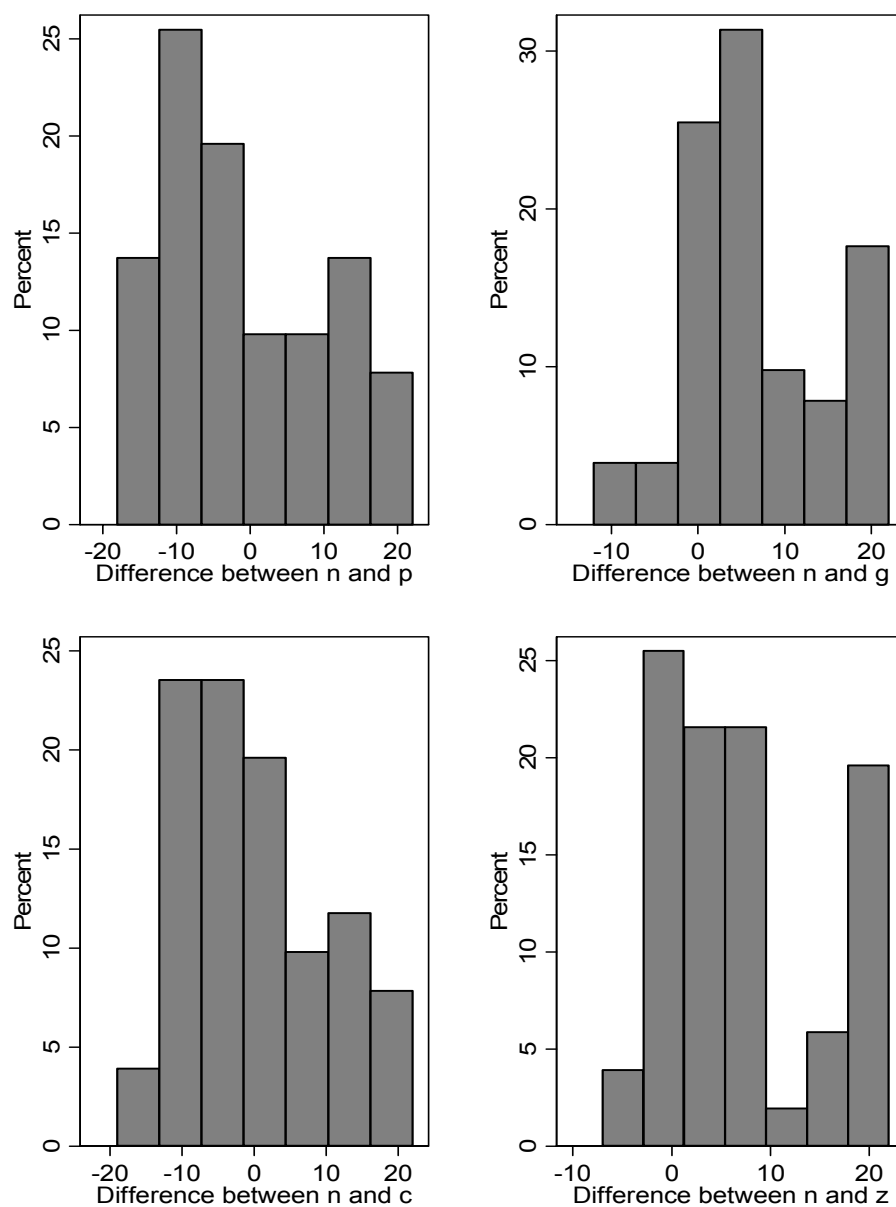 25
20
15
10
5
0
Percent
-20 -10 0 10 20
Difference between n and p
30
20
10
0
Percent
-10 0 10 20
Difference between n and g
25
20
15
10
5
0
Percent
-20 -10 0 10 20
Difference between n and c
25
20
15
10
5
0
Percent
-10 0 10 20
Difference between n and z